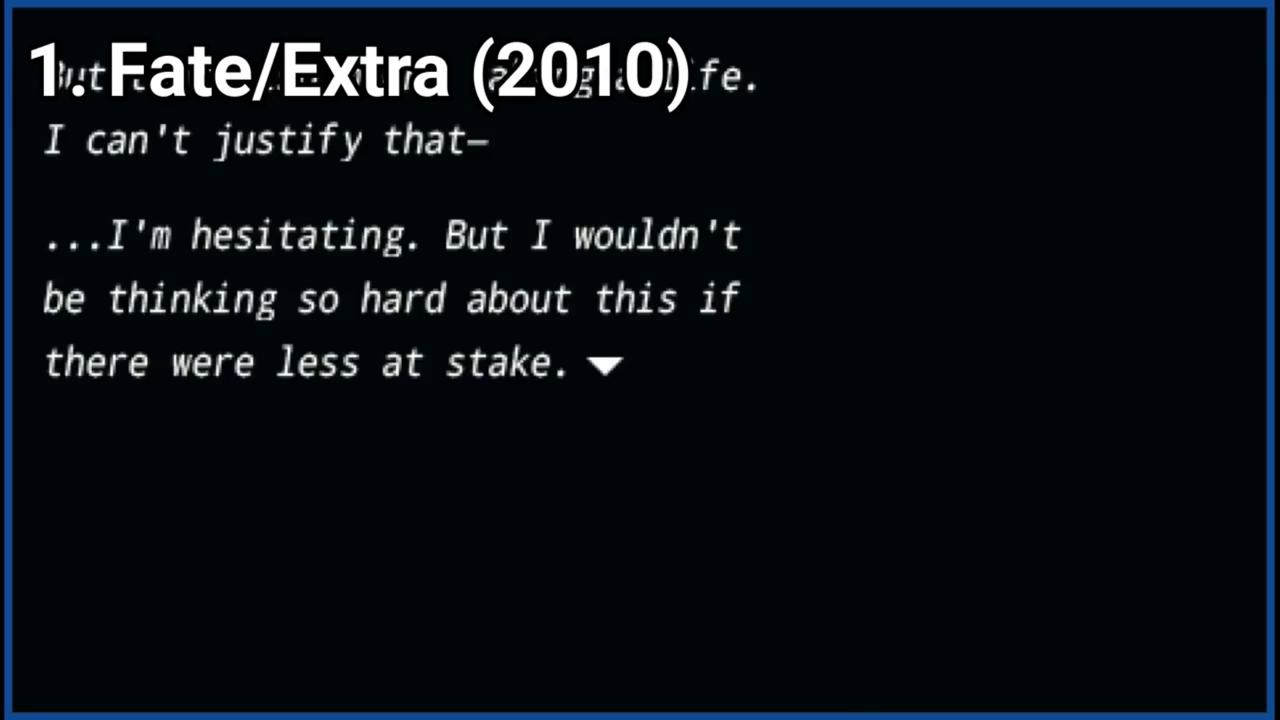 1. Fate/Extra (2010)
life.
I can't justify that—
...I'm hesitating. But I wouldn't
be thinking so hard about this if
there were less at stake.